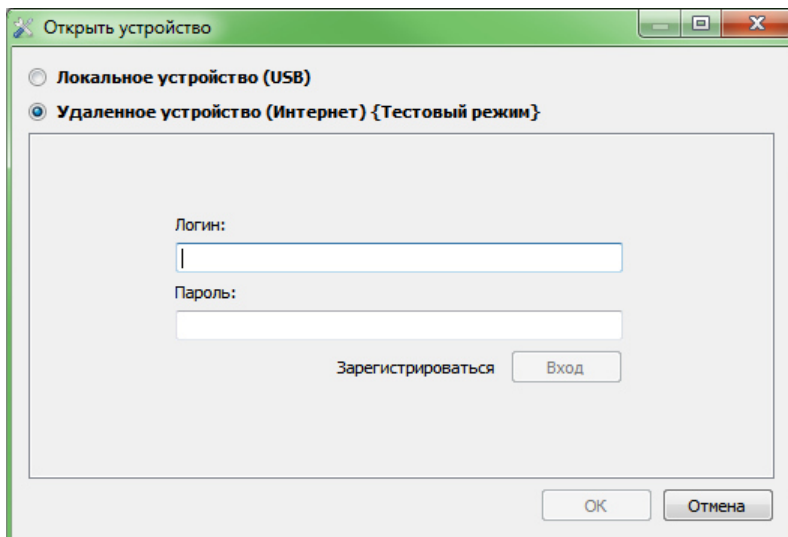 Открыть устройство
Локальное устройство (USB)
Удаленное устройство (Интернет) {Тестовый режим}
Логин:
Пароль:
Зарегистрироваться Вход
OK Отмена